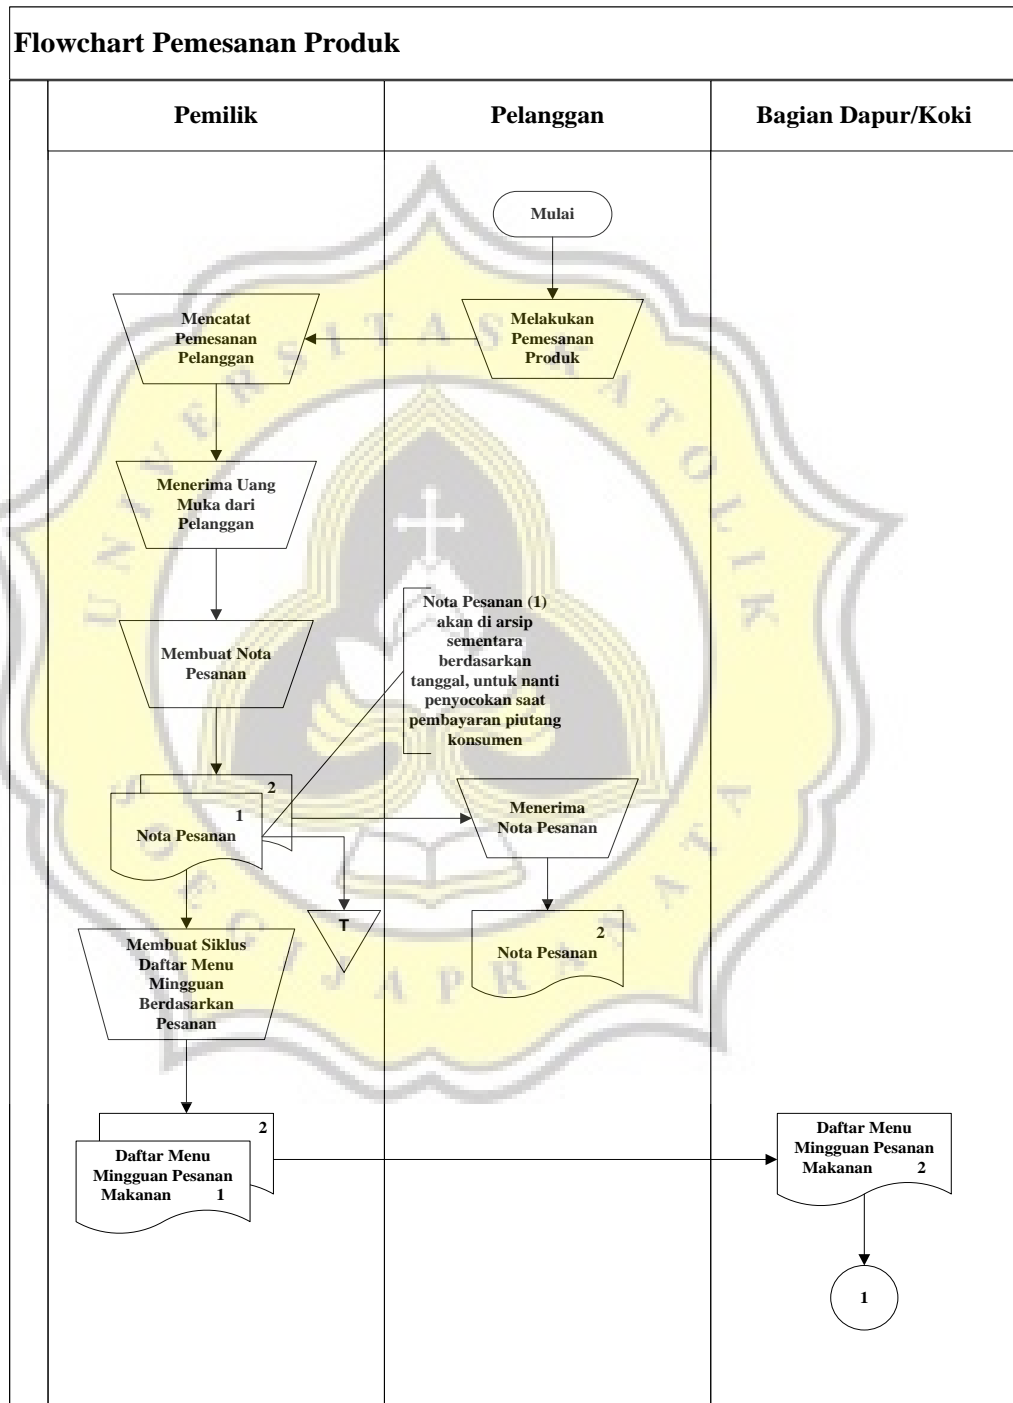 Flowchart Pemesanan Produk
Pemilik
Pelanggan
Bagian Dapur/Koki
Mulai
Mencatat
Pemesanan
Pelanggan
Melakukan
Pemesanan
Produk
Menerima Uang
Muka dari
Pelanggan
Membuat Nota
Pesanan
Nota Pesanan (1)
akan di arsip
sementara
berdasarkan
tanggal, untuk nanti
penyocokan saat
pembayaran piutang
konsumen
2
1
Nota Pesanan
Menerima
Nota Pesanan
T
2
Nota Pesanan
Membuat Siklus
Daftar Menu
Mingguan
Berdasarkan
Pesanan
2
Daftar Menu
Mingguan Pesanan
Makanan 1
Daftar Menu
Mingguan Pesanan
Makanan 2
1
UNIVERSITAS KATOLIK
SOEGIJAPRANATA